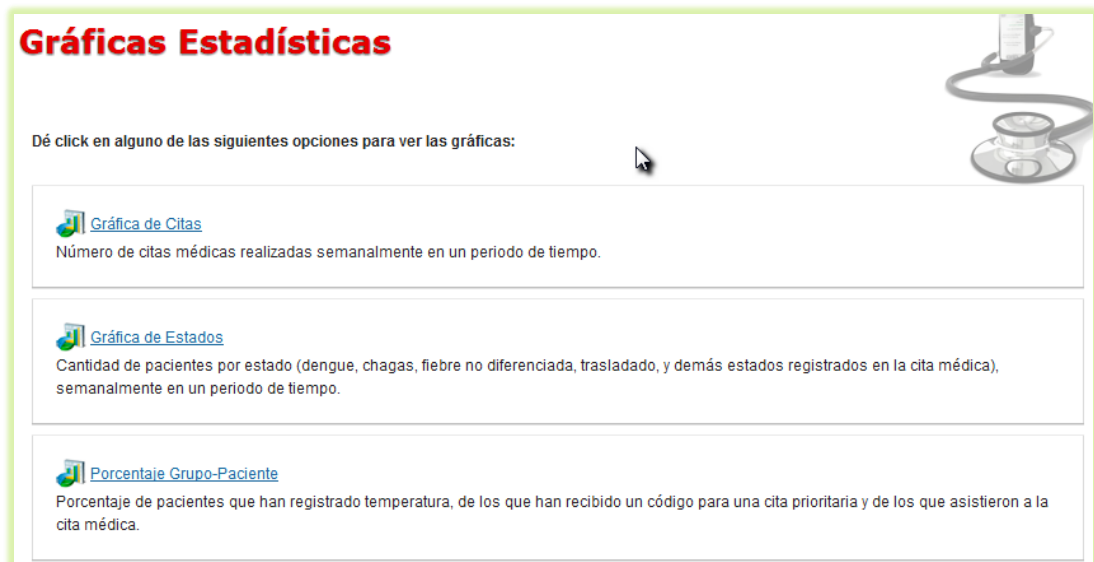 Gráficas Estadísticas
Dé click en alguno de las siguientes opciones para ver las gráficas:
Gráfica de Citas
Número de citas médicas realizadas semanalmente en un periodo de tiempo.
Gráfica de Estados
Cantidad de pacientes por estado (dengue, chagas, fiebre no diferenciada, trasladado, y demás estados registrados en la cita médica),
semanalmente en un periodo de tiempo.
Porcentaje Grupo-Paciente
Porcentaje de pacientes que han registrado temperatura, de los que han recibido un código para una cita prioritaria y de los que asistieron a la
cita médica.